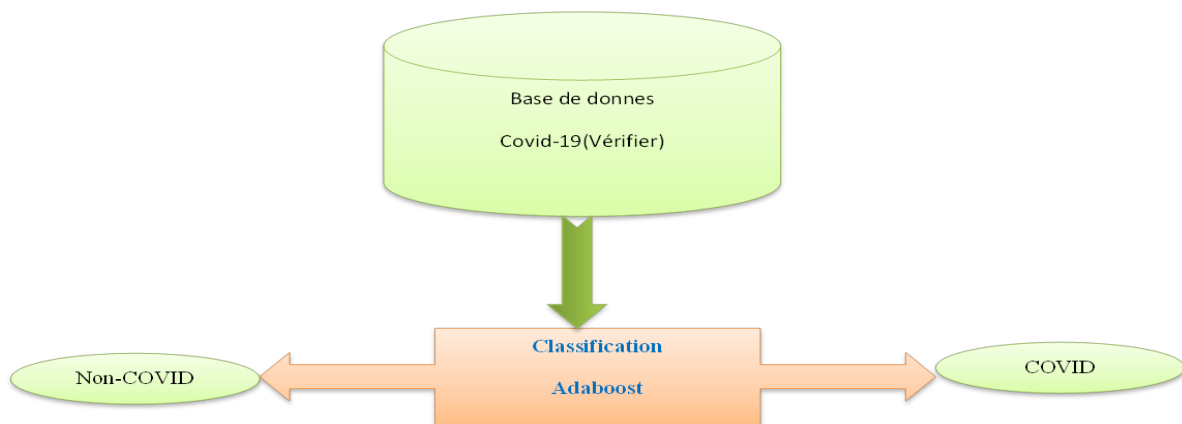 Base de donnes
Covid-19(Vérifier)
Classification
Adaboost
Non-COVID
COVID